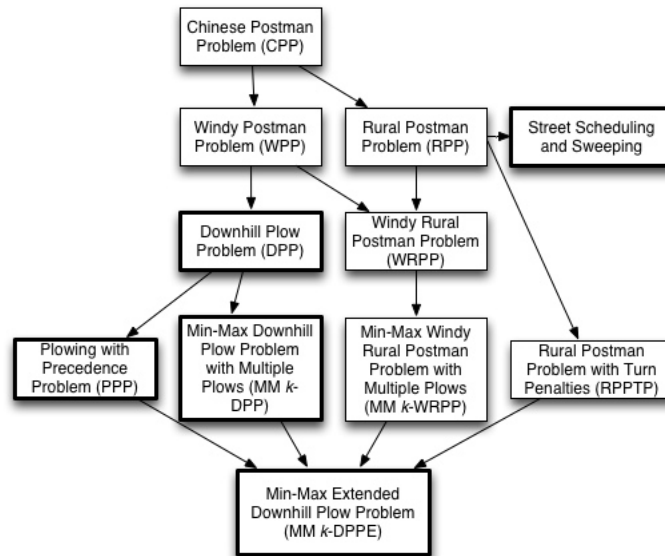 Chinese Postman
Problem (CPP)
Windy Postman
Problem (WPP)
Rural Postman
Problem (RPP)
Street Scheduling
and Sweeping
Downhill Plow
Problem (DPP)
Windy Rural
Postman Problem
(WRPP)
Plowing with
Precedence
Problem (PPP)
Min-Max Downhill
Plow Problem
with Multiple
Plows (MM k-
DPP)
Min-Max Windy
Rural Postman
Problem with
Multiple Plows
(MM k-WRPP)
Rural Postman
Problem with Turn
Penalties (RPPTP)
Min-Max Extended
Downhill Plow Problem
(MM k-DPPE)